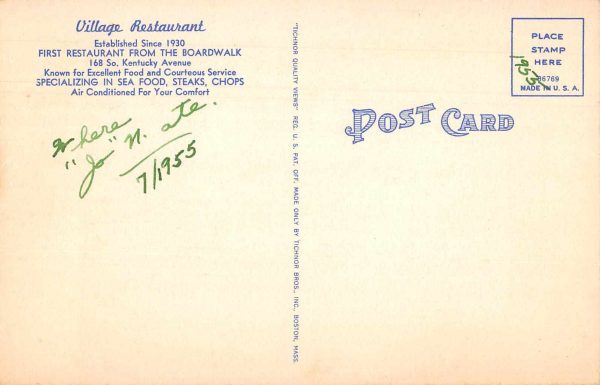 Village Restaurant
Established Since 1930
FIRST RESTAURANT FROM THE BOARDWALK
168 So. Kentucky Avenue
Known for Excellent Food and Courteous Service
SPECIALIZING IN SEA FOOD, STEAKS, CHOPS
Air Conditioned For Your Comfort
Where
"Jo" N. ate.
7/1955
"TICHNOR QUALITY VIEWS" REG. U. S. PAT. OFF. MADE ONLY BY TICHNOR BROS., INC., BOSTON, MASS.
POST CARD
PLACE
STAMP
HERE
MADE IN U. S. A.